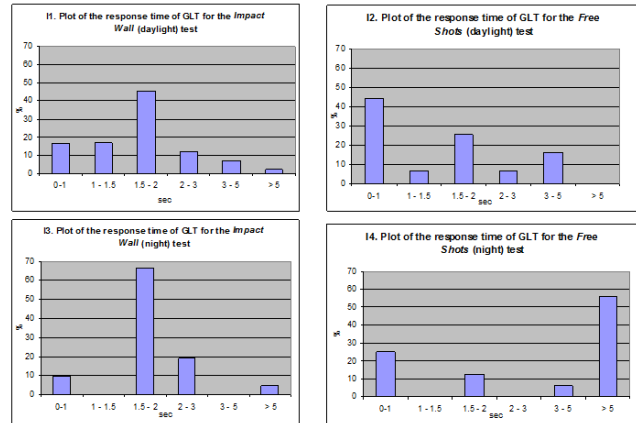 I1. Plot of the response time of GLT for the Impact
Wall (daylight) test
70
60
50
40
30
20
10
0
%
0-1 1 - 1.5 1.5 - 2 2 - 3 3 - 5 > 5
sec
I2. Plot of the response time of GLT for the Free
Shots (daylight) test
70
60
50
40
30
20
10
0
%
0-1 1 - 1.5 1.5 - 2 2 - 3 3 - 5 > 5
sec
I3. Plot of the response time of GLT for the Impact
Wall (night) test
70
60
50
40
30
20
10
0
%
0-1 1 - 1.5 1.5 - 2 2 - 3 3 - 5 > 5
sec
I4. Plot of the response time of GLT for the Free
Shots (night) test
70
60
50
40
30
20
10
0
%
0-1 1 - 1.5 1.5 - 2 2 - 3 3 - 5 > 5
sec